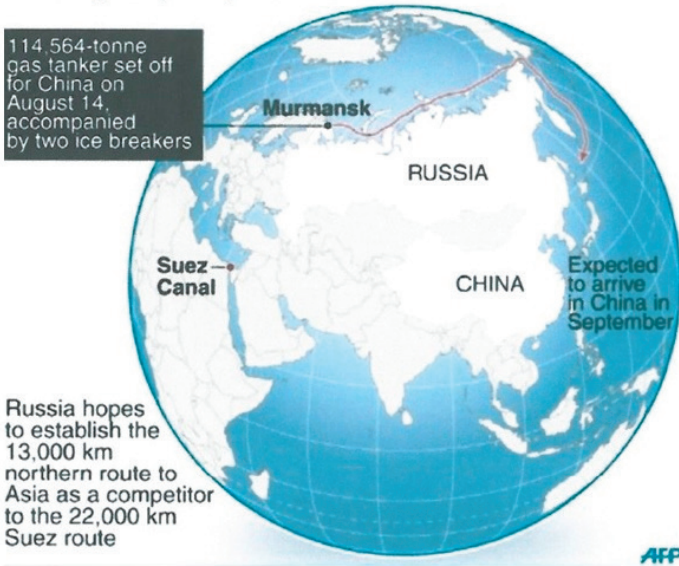 114,564-tonne
gas tanker set off
for China on
August 14,
accompanied
by two ice breakers
Murmansk
RUSSIA
Suez
Canal
CHINA
Expected
to arrive
in China in
September
Russia hopes
to establish the
13,000 km
northern route to
Asia as a competitor
to the 22,000 km
Suez route
AFP